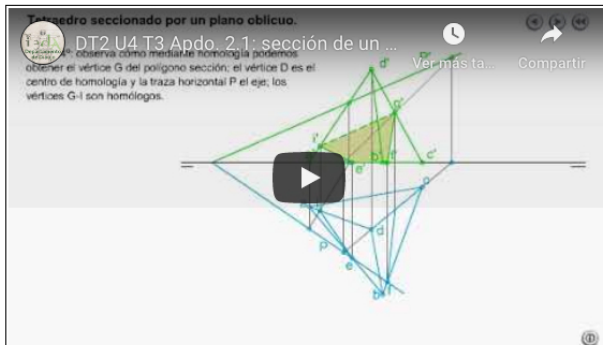 Tetraedro seccionado por un plano oblicuo.
DT2 U4 T3 Apdo. 2.1: sección de un ...
Ver más ta...
Compartir
observa cómo mediante homología podemos
obtener el vértice G del polígono sección; el vértice D es el
centro de homología y la traza horizontal P el eje; los
vértices G-I son homólogos.
d'
g'
i'
e'
b'
f'
c'
d
p
e
b